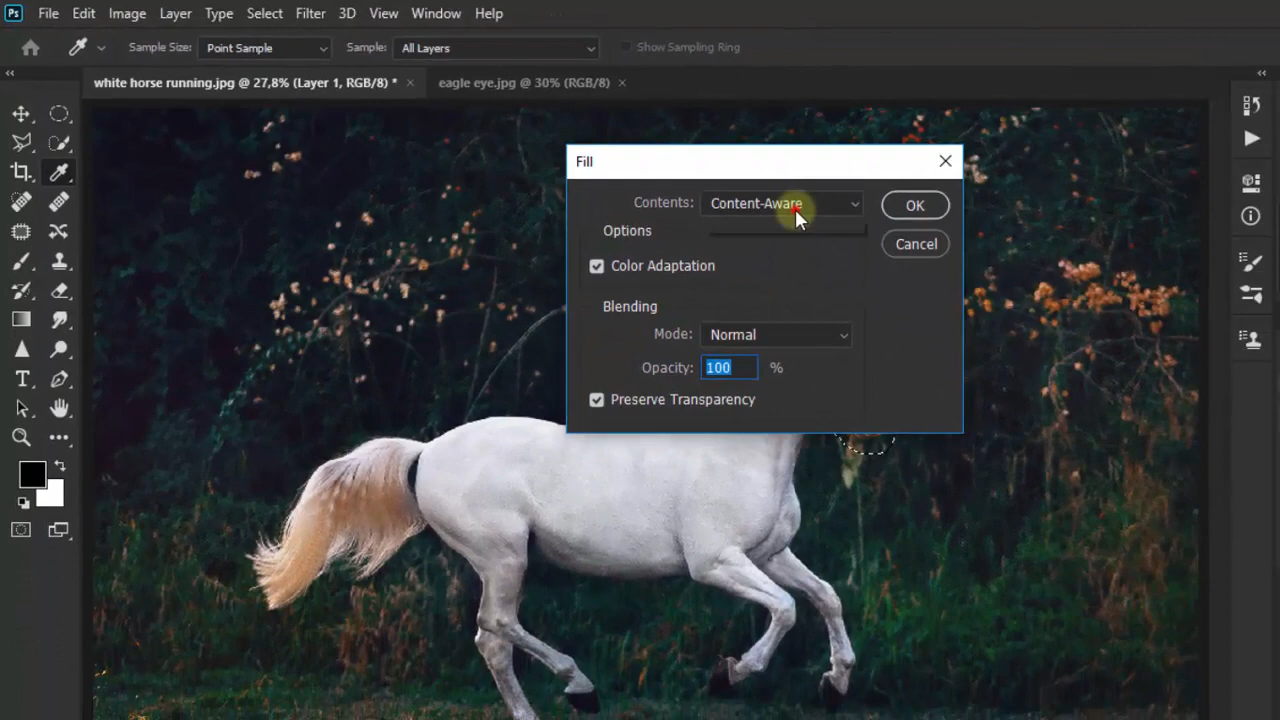 Ps File Edit Image Layer Type Select Filter 3D View Window Help
Sample Size: Point Sample Sample: All Layers Show Sampling Ring
white horse running.jpg @ 27,8% (Layer 1, RGB/8) * × eagle eye.jpg @ 30% (RGB/8) ×
Fill
Contents: Content-Aware OK
Options
Cancel
Color Adaptation
Blending
Mode: Normal
Opacity: 100 %
Preserve Transparency